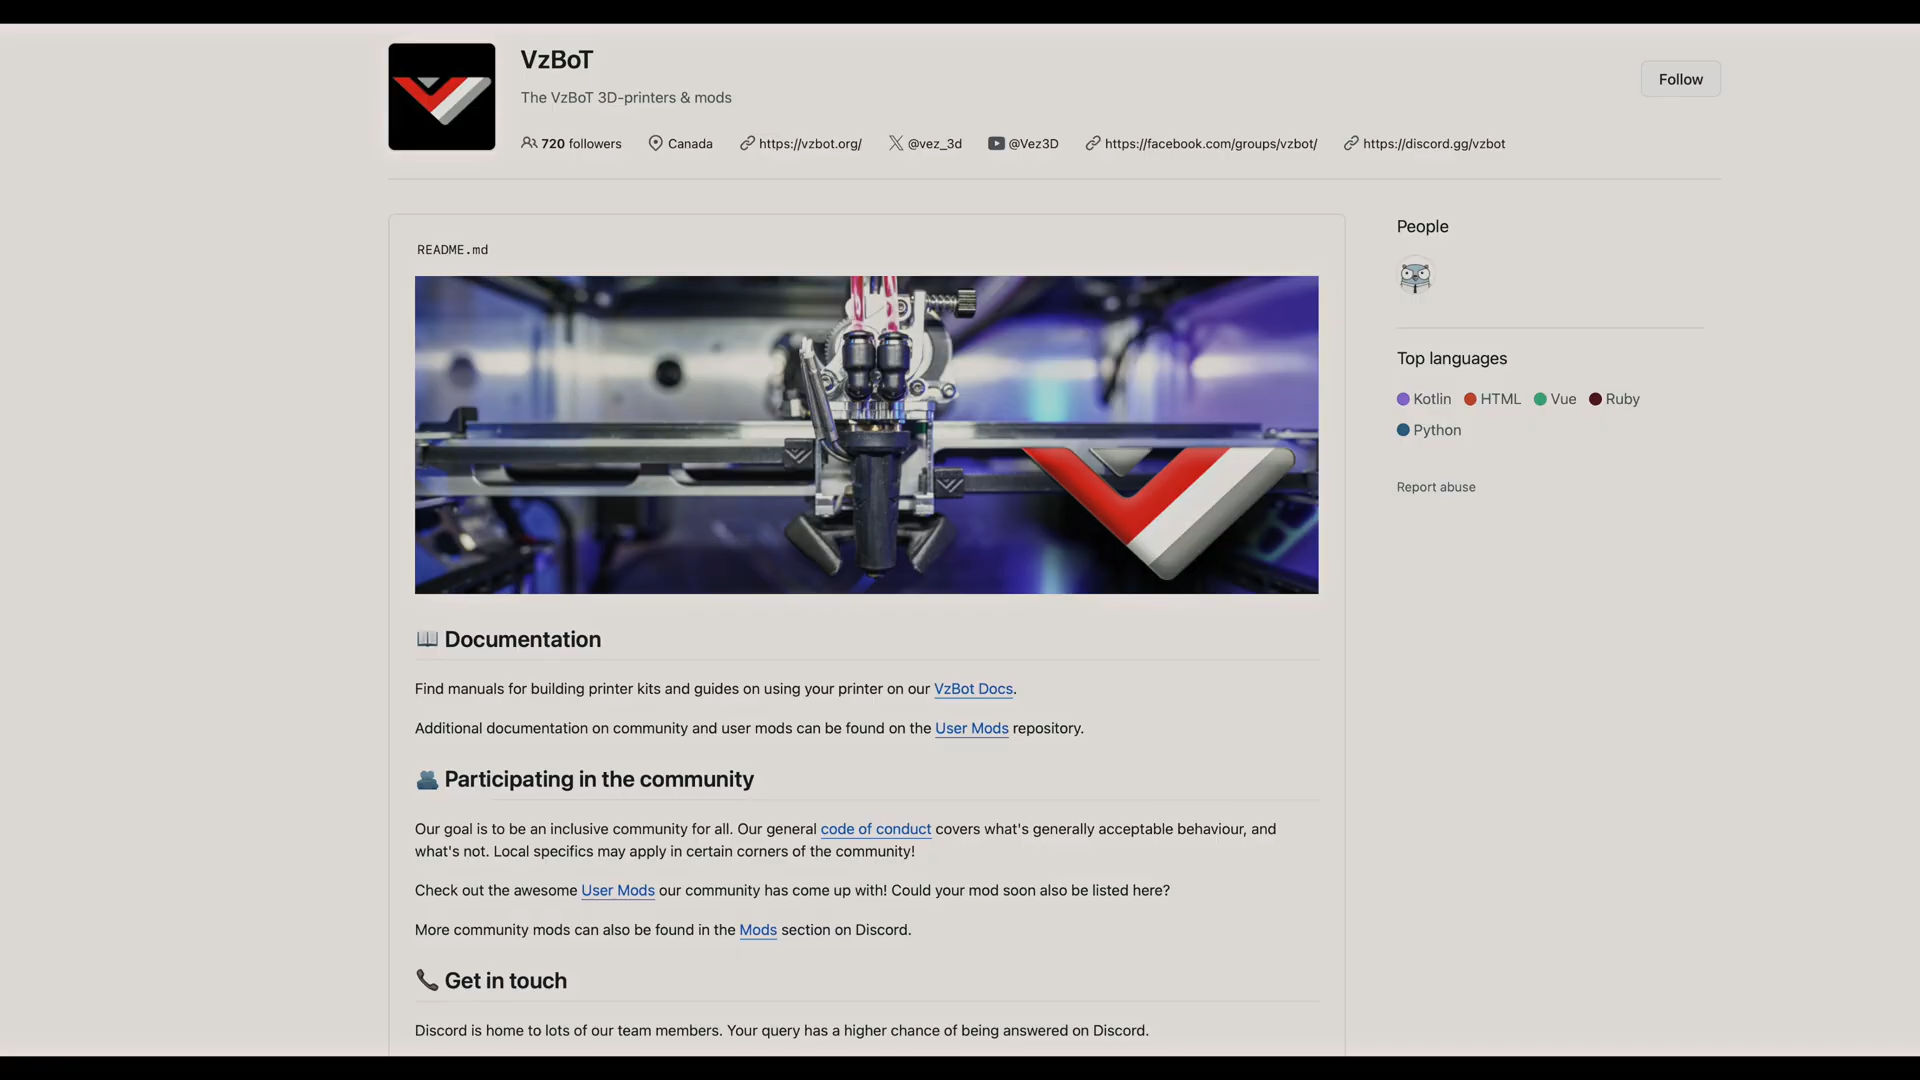 VzBoT
The VzBoT 3D-printers & mods
Follow
720 followers
Canada
https://vzbot.org/
@vez_3d
@Vez3D
https://facebook.com/groups/vzbot/
https://discord.gg/vzbot
README.md
Documentation
Find manuals for building printer kits and guides on using your printer on our VzBot Docs.
Additional documentation on community and user mods can be found on the User Mods repository.
Participating in the community
Our goal is to be an inclusive community for all. Our general code of conduct covers what's generally acceptable behaviour, and
what's not. Local specifics may apply in certain corners of the community!
Check out the awesome User Mods our community has come up with! Could your mod soon also be listed here?
More community mods can also be found in the Mods section on Discord.
Get in touch
Discord is home to lots of our team members. Your query has a higher chance of being answered on Discord.
People
Top languages
Kotlin HTML Vue Ruby
Python
Report abuse